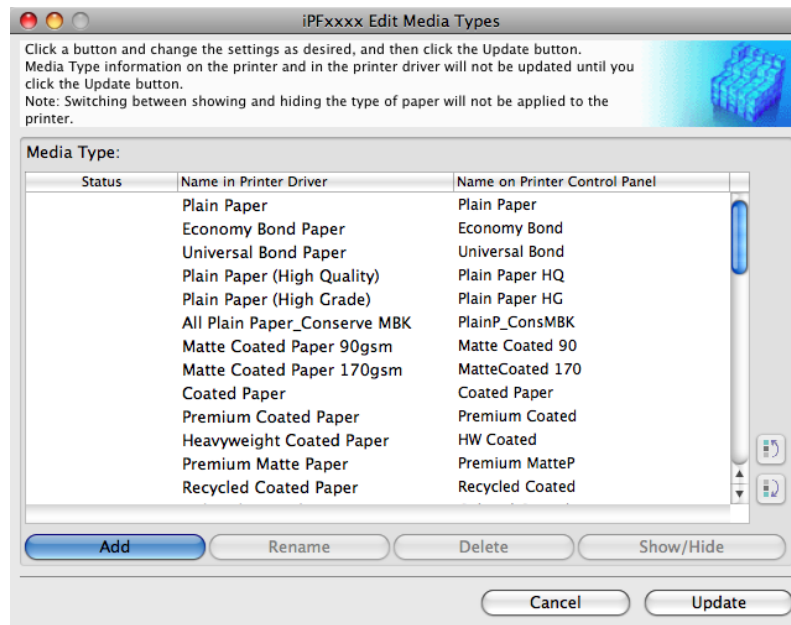 iPFxxxx Edit Media Types
Click a button and change the settings as desired, and then click the Update button.
Media Type information on the printer and in the printer driver will not be updated until you
click the Update button.
Note: Switching between showing and hiding the type of paper will not be applied to the
printer.
Media Type:
Status Name in Printer Driver Name on Printer Control Panel
Plain Paper Plain Paper
Economy Bond Paper Economy Bond
Universal Bond Paper Universal Bond
Plain Paper (High Quality) Plain Paper HQ
Plain Paper (High Grade) Plain Paper HG
All Plain Paper_Conserve MBK PlainP_ConsMBK
Matte Coated Paper 90gsm Matte Coated 90
Matte Coated Paper 170gsm MatteCoated 170
Coated Paper Coated Paper
Premium Coated Paper Premium Coated
Heavyweight Coated Paper HW Coated
Premium Matte Paper Premium MatteP
Recycled Coated Paper Recycled Coated
Add Rename Delete Show/Hide
Cancel Update